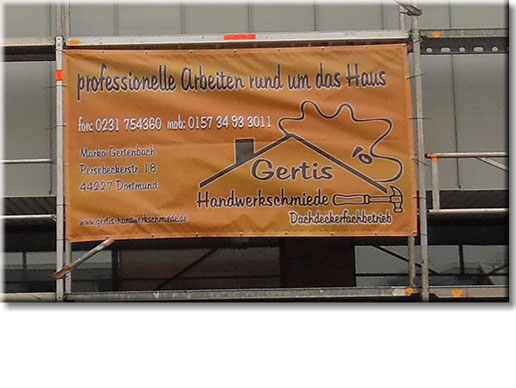 professionelle Arbeiten rund um das Haus
fon: 0231 754360 mob: 0157 34 93 3011
Marko Gertenbach
Persebeckerstr. 18
44227 Dortmund
Gertis
Handwerkschmiede
Dachdeckerfachbetrieb
www.gertis-handwerkschmiede.de